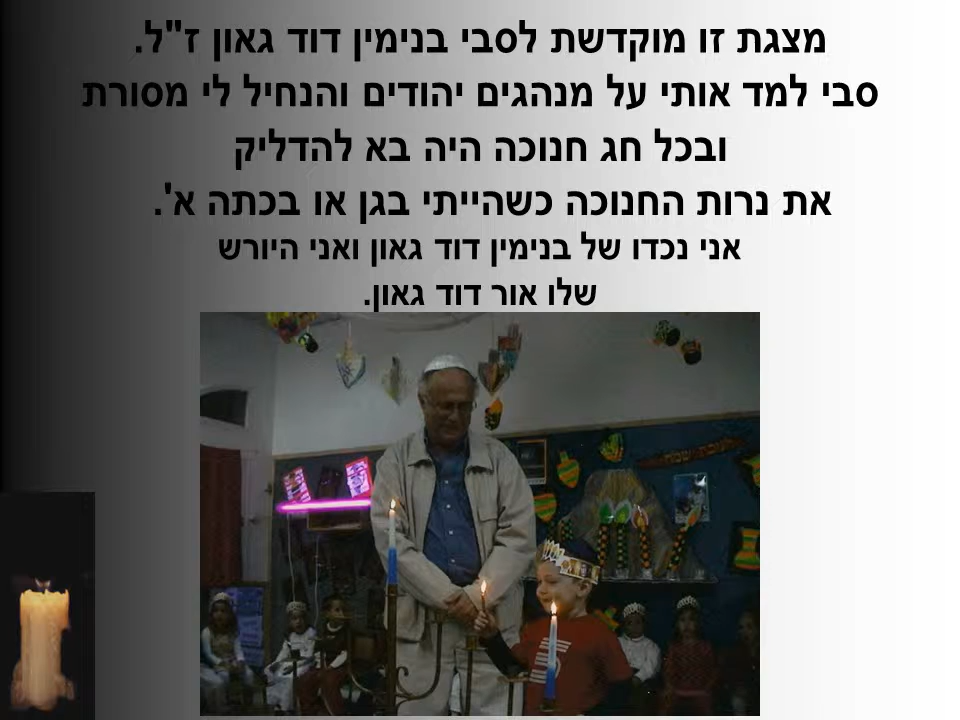 מצגת זו מוקדשת לסבי בנימין דוד גאון ז"ל.
סבי למד אותי על מנהגים יהודים והנחיל לי מסורת
ובכל חג חנוכה היה בא להדליק
את נרות החנוכה כשהייתי בגן או בכתה א'.
אני נכדו של בנימין דוד גאון ואני היורש
שלו אור דוד גאון.